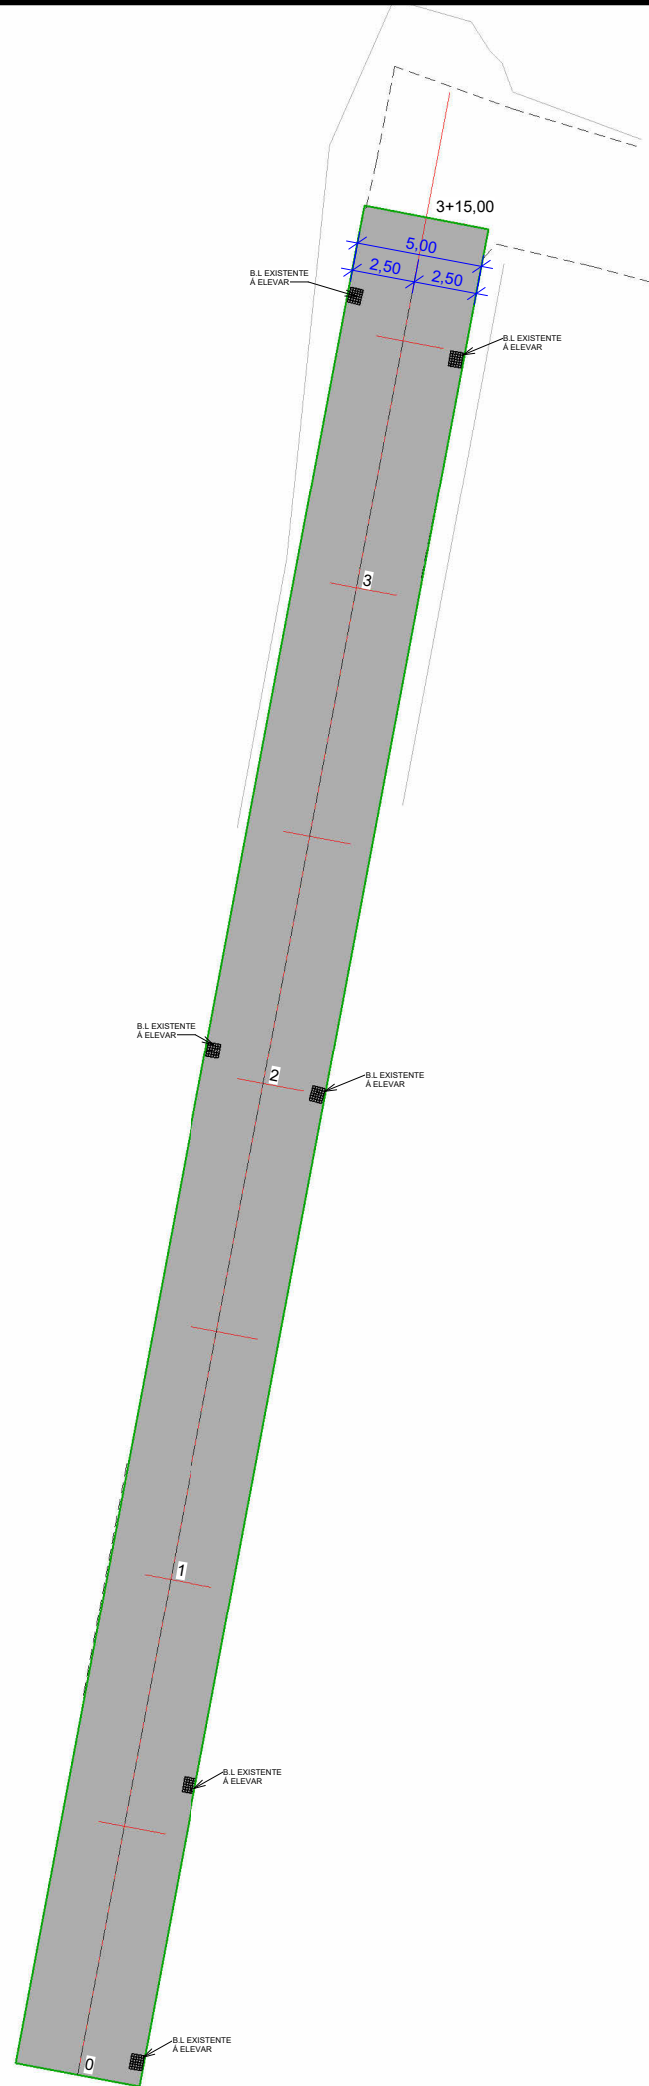 3+15,00
5,00
2,50
2,50
B.L EXISTENTE
À ELEVAR
B.L EXISTENTE
À ELEVAR
3
B.L EXISTENTE
À ELEVAR
2
B.L EXISTENTE
À ELEVAR
1
B.L EXISTENTE
À ELEVAR
B.L EXISTENTE
À ELEVAR
0